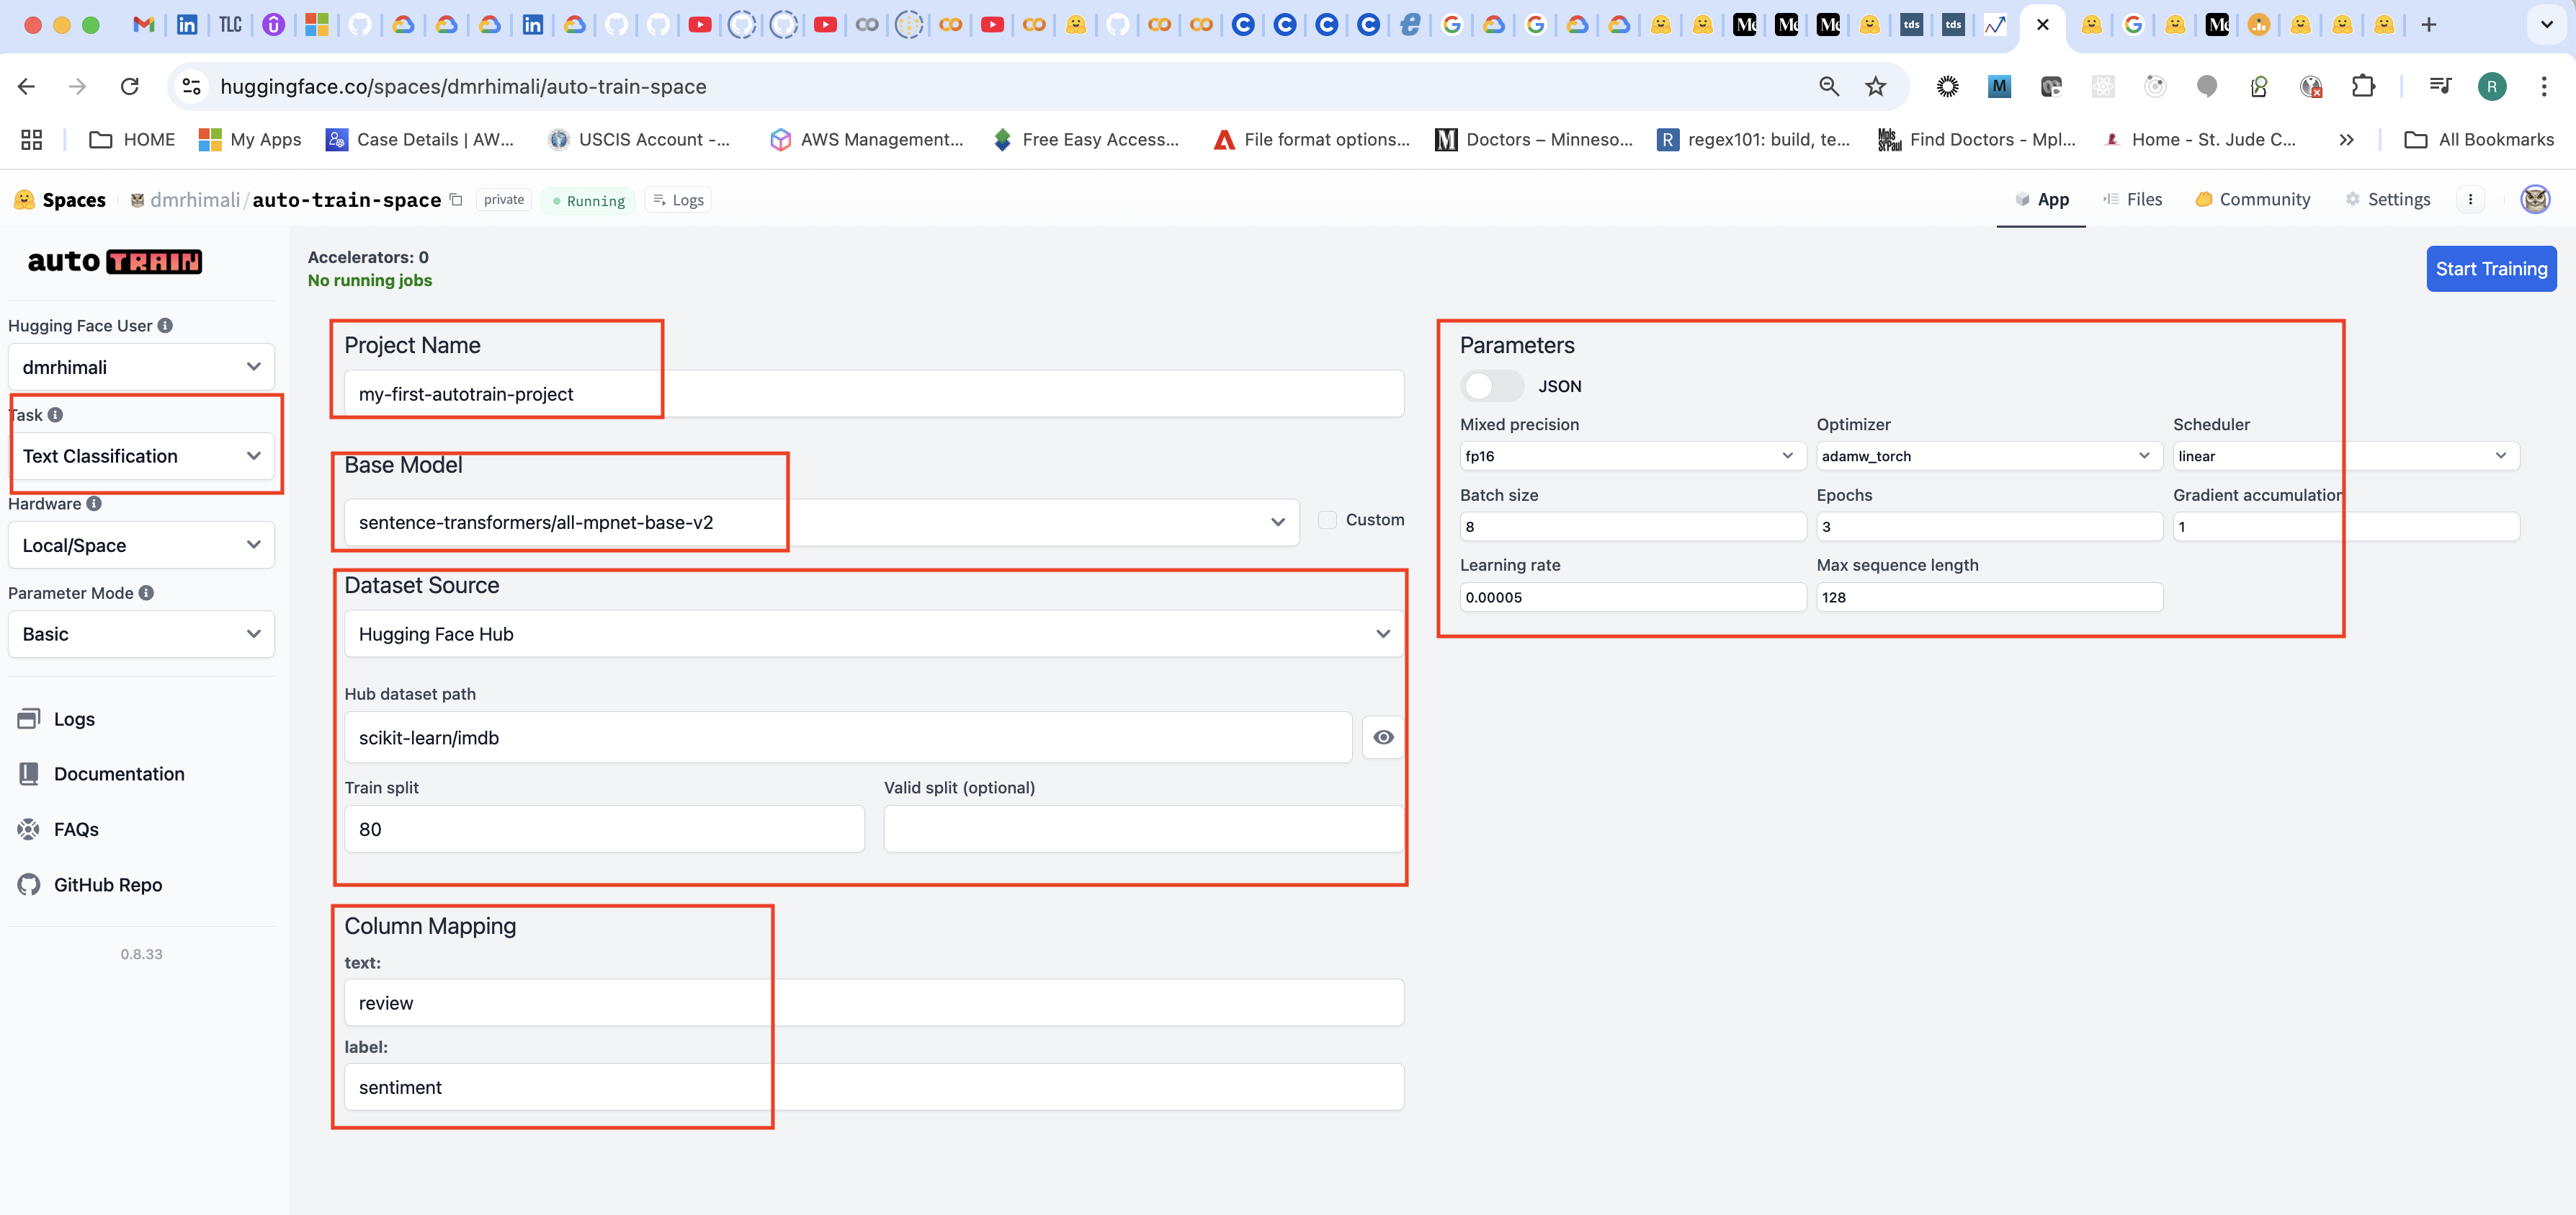 TLC
tds
tds
huggingface.co/spaces/dmrhimali/auto-train-space
M
R
HOME
My Apps
Case Details | AW...
USCIS Account -...
AWS Management...
Free Easy Access...
File format options...
Doctors – Minneso...
R
regex101: build, te...
Find Doctors - Mpl...
Home - St. Jude C...
All Bookmarks
Spaces
dmrhimali/auto-train-space
private
Running
Logs
App
Files
Community
Settings
auto TRAIN
Accelerators: 0
No running jobs
Start Training
Hugging Face User
dmrhimali
Task
Text Classification
Hardware
Local/Space
Parameter Mode
Basic
Logs
Documentation
FAQs
GitHub Repo
0.8.33
Project Name
my-first-autotrain-project
Base Model
sentence-transformers/all-mpnet-base-v2
Custom
Dataset Source
Hugging Face Hub
Hub dataset path
scikit-learn/imdb
Train split
Valid split (optional)
80
Column Mapping
text:
review
label:
sentiment
Parameters
JSON
Mixed precision
Optimizer
Scheduler
fp16
adamw_torch
linear
Batch size
Epochs
Gradient accumulation
8
3
1
Learning rate
Max sequence length
0.00005
128